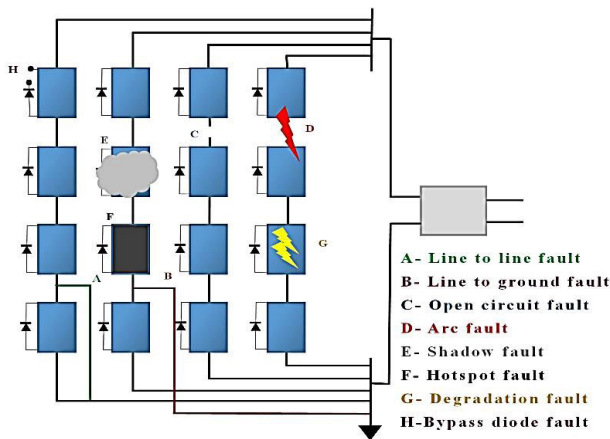 H
E
C
D
F
G
A
B
A- Line to line fault
B- Line to ground fault
C- Open circuit fault
D- Arc fault
E- Shadow fault
F- Hotspot fault
G- Degradation fault
H-Bypass diode fault